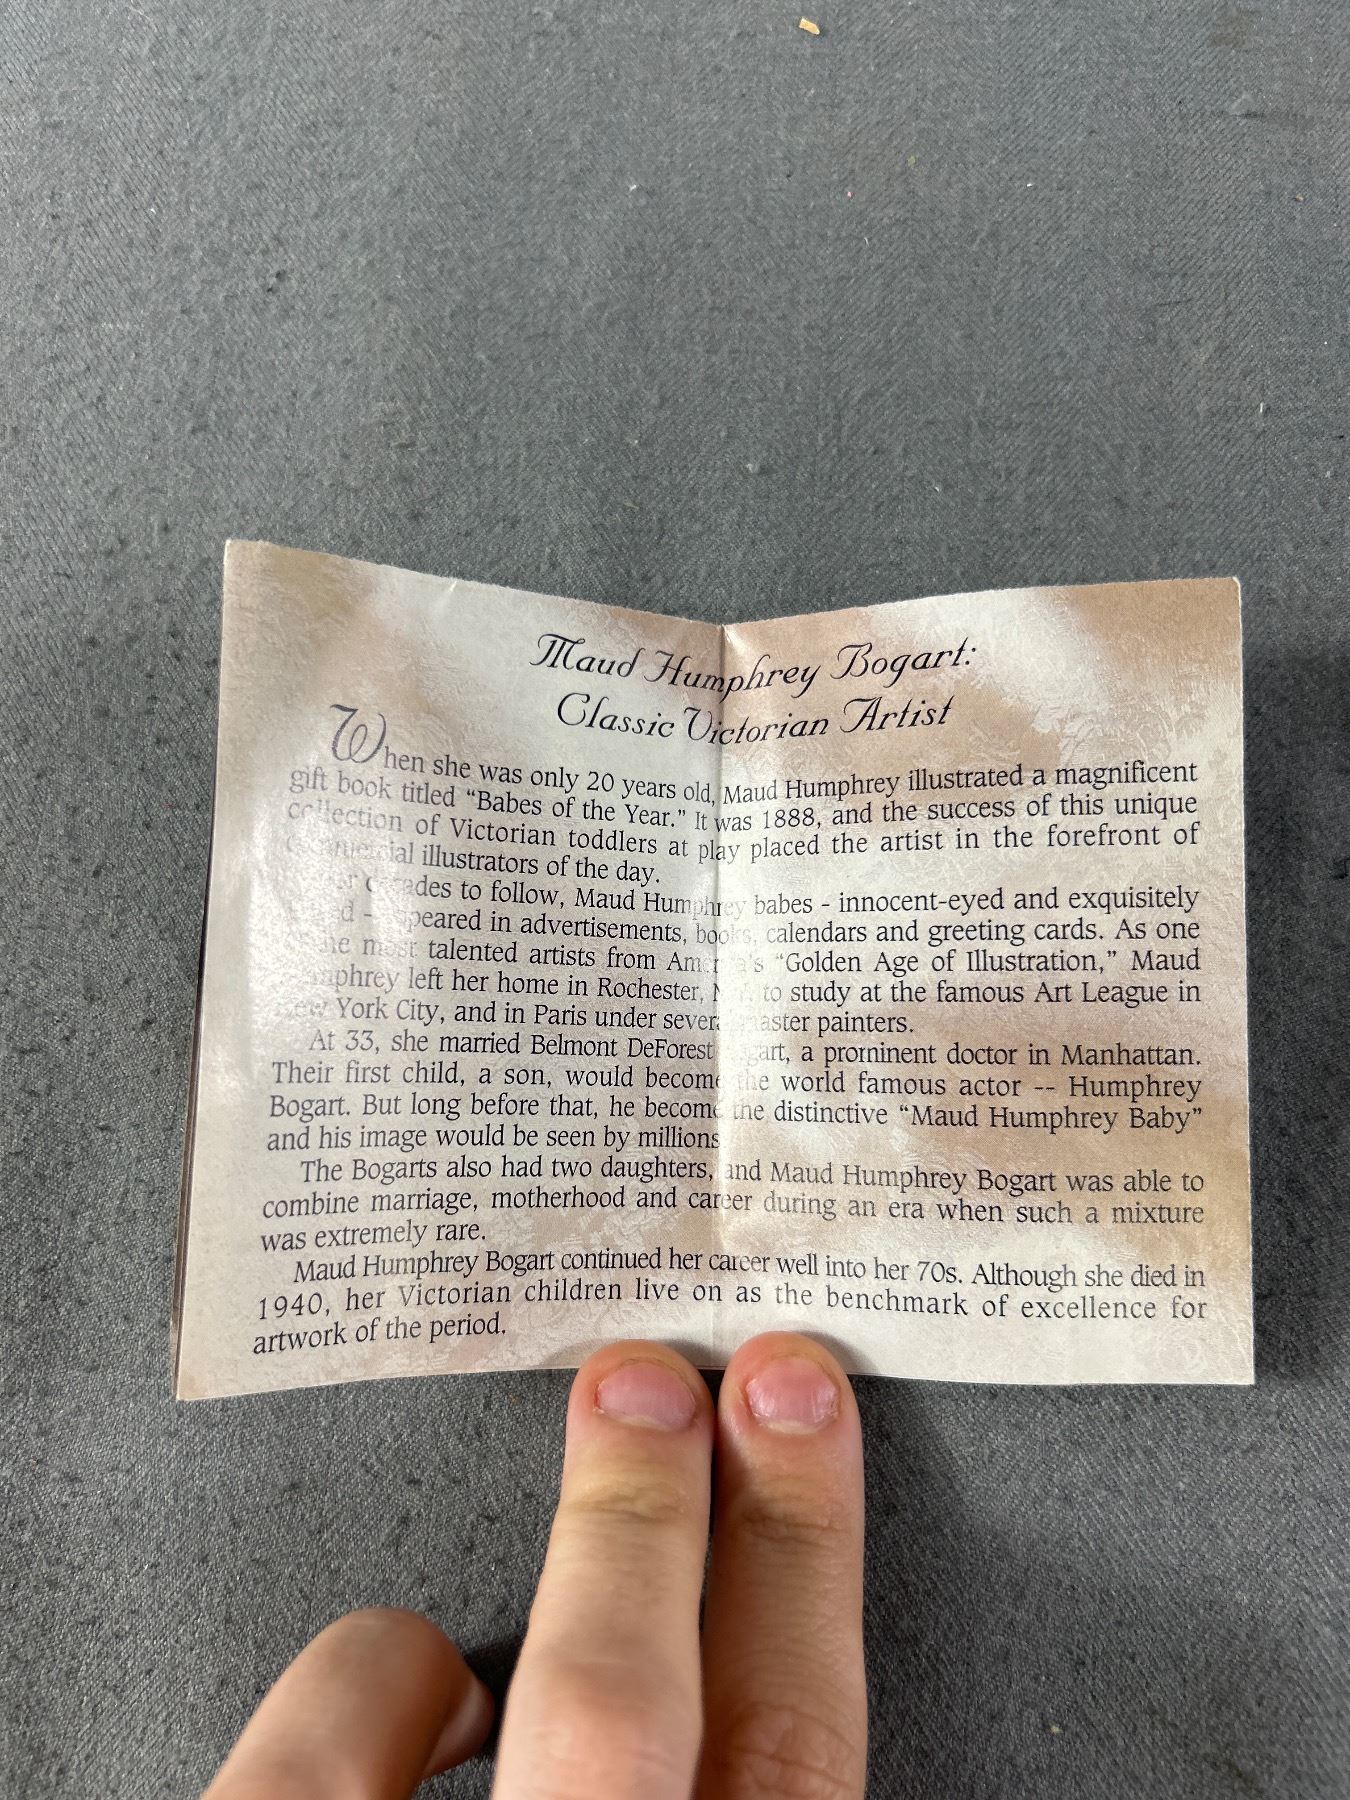 Maud Humphrey Bogart:
Classic Victorian Artist
When she was only 20 years old, Maud Humphrey illustrated a magnificent
gift book titled “Babes of the Year.” It was 1888, and the success of this unique
collection of Victorian toddlers at play placed the artist in the forefront of
commercial illustrators of the day.
decades to follow, Maud Humphrey babes - innocent-eyed and exquisitely
- appeared in advertisements, books, calendars and greeting cards. As one
the most talented artists from America's “Golden Age of Illustration,” Maud
Humphrey left her home in Rochester, N.Y. to study at the famous Art League in
New York City, and in Paris under several master painters.
At 33, she married Belmont DeForest Bogart, a prominent doctor in Manhattan.
Their first child, a son, would become the world famous actor -- Humphrey
Bogart. But long before that, he become the distinctive “Maud Humphrey Baby”
and his image would be seen by millions
The Bogarts also had two daughters, and Maud Humphrey Bogart was able to
combine marriage, motherhood and career during an era when such a mixture
was extremely rare.
Maud Humphrey Bogart continued her career well into her 70s. Although she died in
1940, her Victorian children live on as the benchmark of excellence for
artwork of the period.